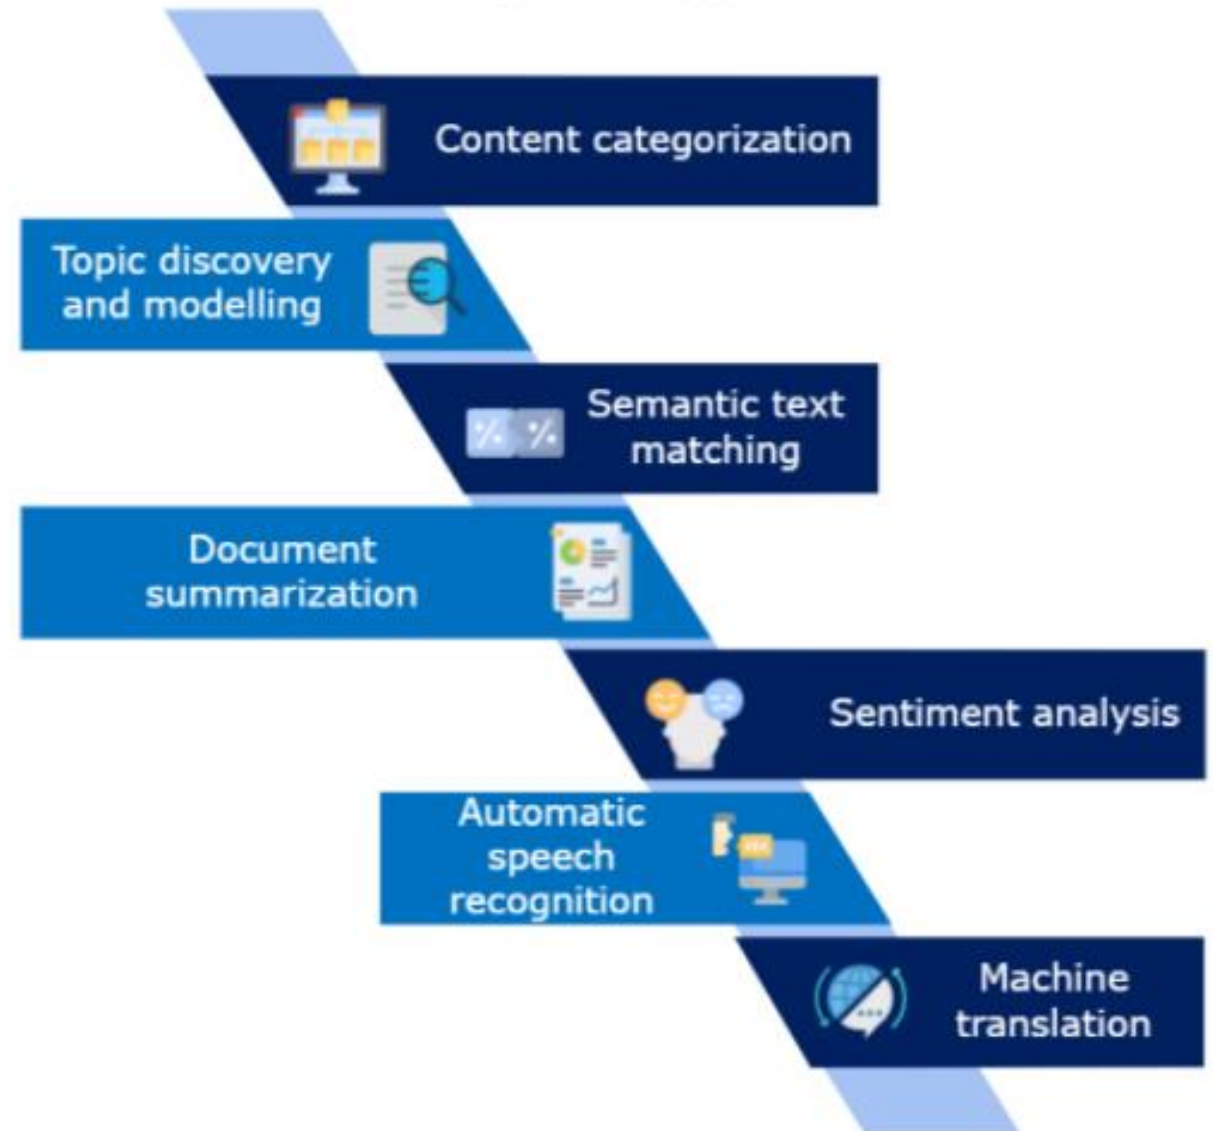 Content categorization
Topic discovery
and modelling
Semantic text
matching
Document
summarization
Sentiment analysis
Automatic
speech
recognition
Machine
translation